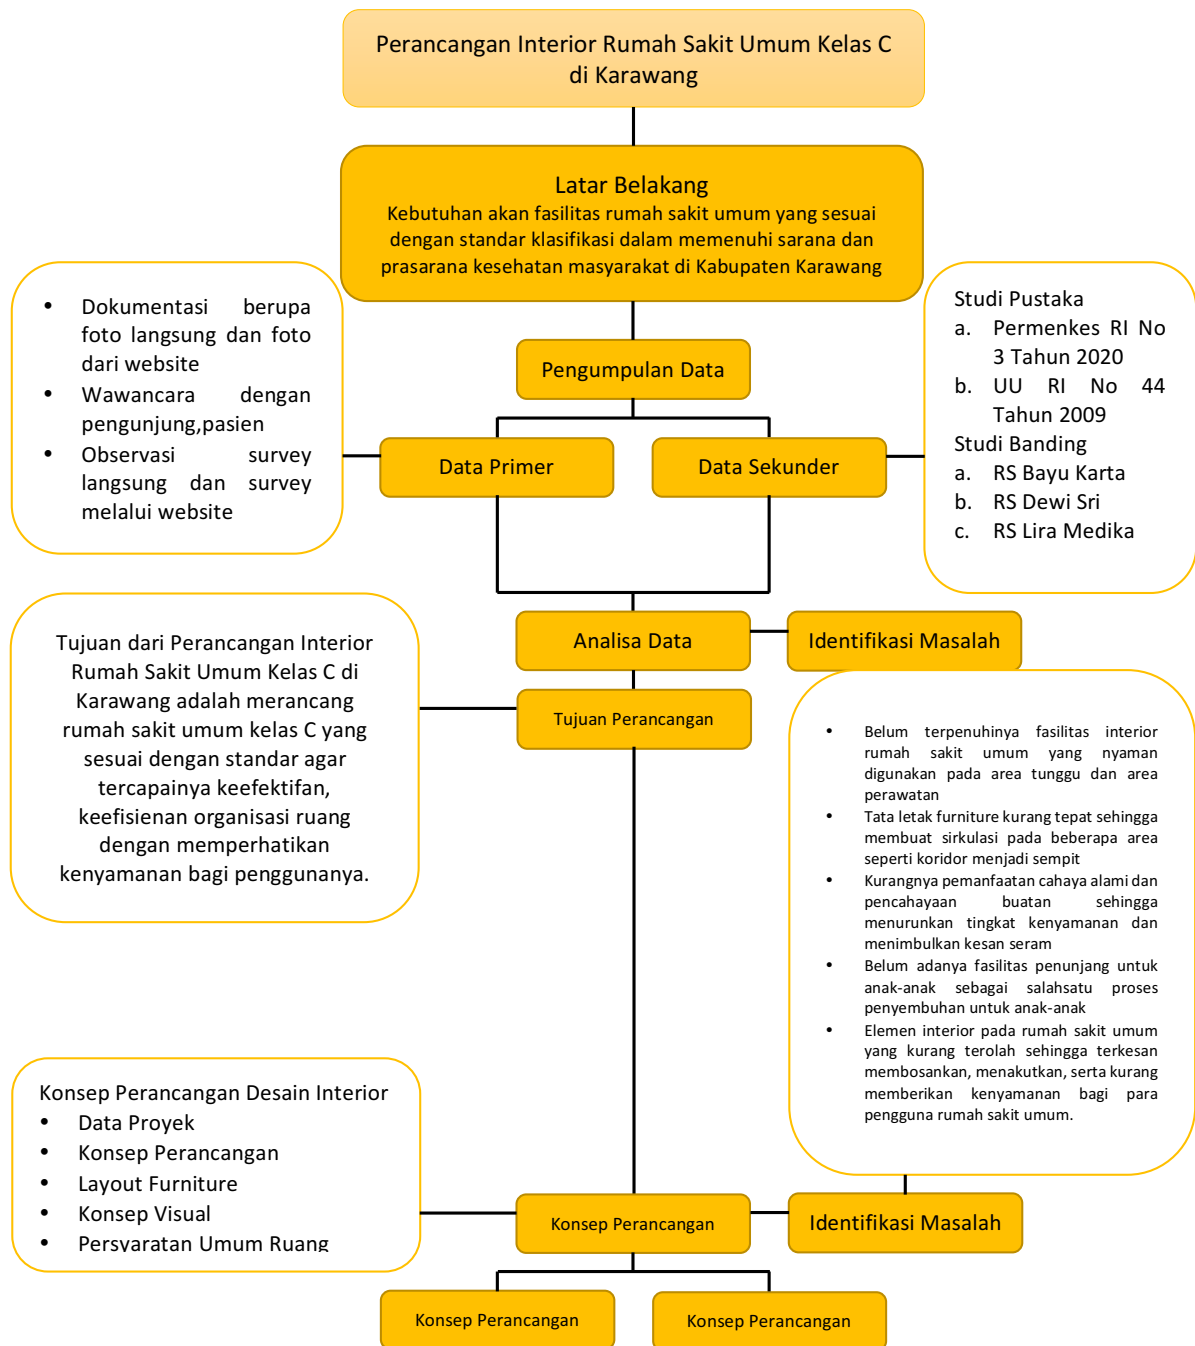 Perancangan Interior Rumah Sakit Umum Kelas C
di Karawang
Latar Belakang
Kebutuhan akan fasilitas rumah sakit umum yang sesuai
dengan standar klasifikasi dalam memenuhi sarana dan
prasarana kesehatan masyarakat di Kabupaten Karawang
• Dokumentasi berupa
foto langsung dan foto
dari website
• Wawancara dengan
pengunjung,pasien
• Observasi survey
langsung dan survey
melalui website
Pengumpulan Data
Data Primer
Data Sekunder
Studi Pustaka
a. Permenkes RI No
3 Tahun 2020
b. UU RI No 44
Tahun 2009
Studi Banding
a. RS Bayu Karta
b. RS Dewi Sri
c. RS Lira Medika
Analisa Data
Identifikasi Masalah
Tujuan dari Perancangan Interior
Rumah Sakit Umum Kelas C di
Karawang adalah merancang
rumah sakit umum kelas C yang
sesuai dengan standar agar
tercapainya keefektifan,
keefisienan organisasi ruang
dengan memperhatikan
kenyamanan bagi penggunanya.
Tujuan Perancangan
• Belum terpenuhinya fasilitas interior
rumah sakit umum yang nyaman
digunakan pada area tunggu dan area
perawatan
• Tata letak furniture kurang tepat sehingga
membuat sirkulasi pada beberapa area
seperti koridor menjadi sempit
• Kurangnya pemanfaatan cahaya alami dan
pencahayaan buatan sehingga
menurunkan tingkat kenyamanan dan
menimbulkan kesan seram
• Belum adanya fasilitas penunjang untuk
anak-anak sebagai salahsatu proses
penyembuhan untuk anak-anak
• Elemen interior pada rumah sakit umum
yang kurang terolah sehingga terkesan
membosankan, menakutkan, serta kurang
memberikan kenyamanan bagi para
pengguna rumah sakit umum.
Konsep Perancangan Desain Interior
• Data Proyek
• Konsep Perancangan
• Layout Furniture
• Konsep Visual
• Persyaratan Umum Ruang
Konsep Perancangan
Identifikasi Masalah
Konsep Perancangan
Konsep Perancangan